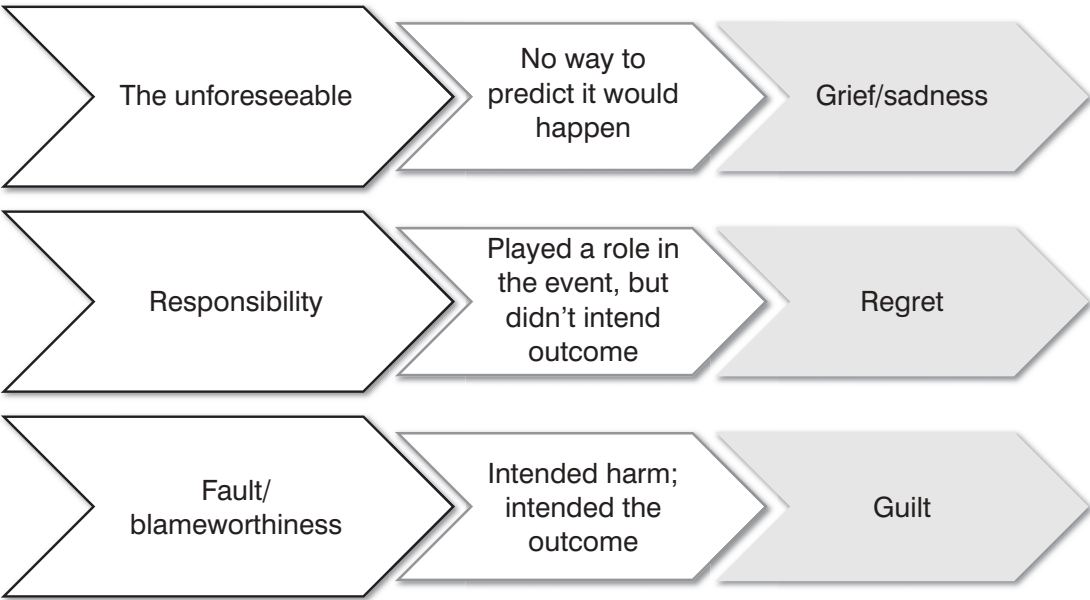 The unforeseeable
No way to
predict it would
happen
Grief/sadness
Responsibility
Played a role in
the event, but
didn’t intend
outcome
Regret
Fault/
blameworthiness
Intended harm;
intended the
outcome
Guilt